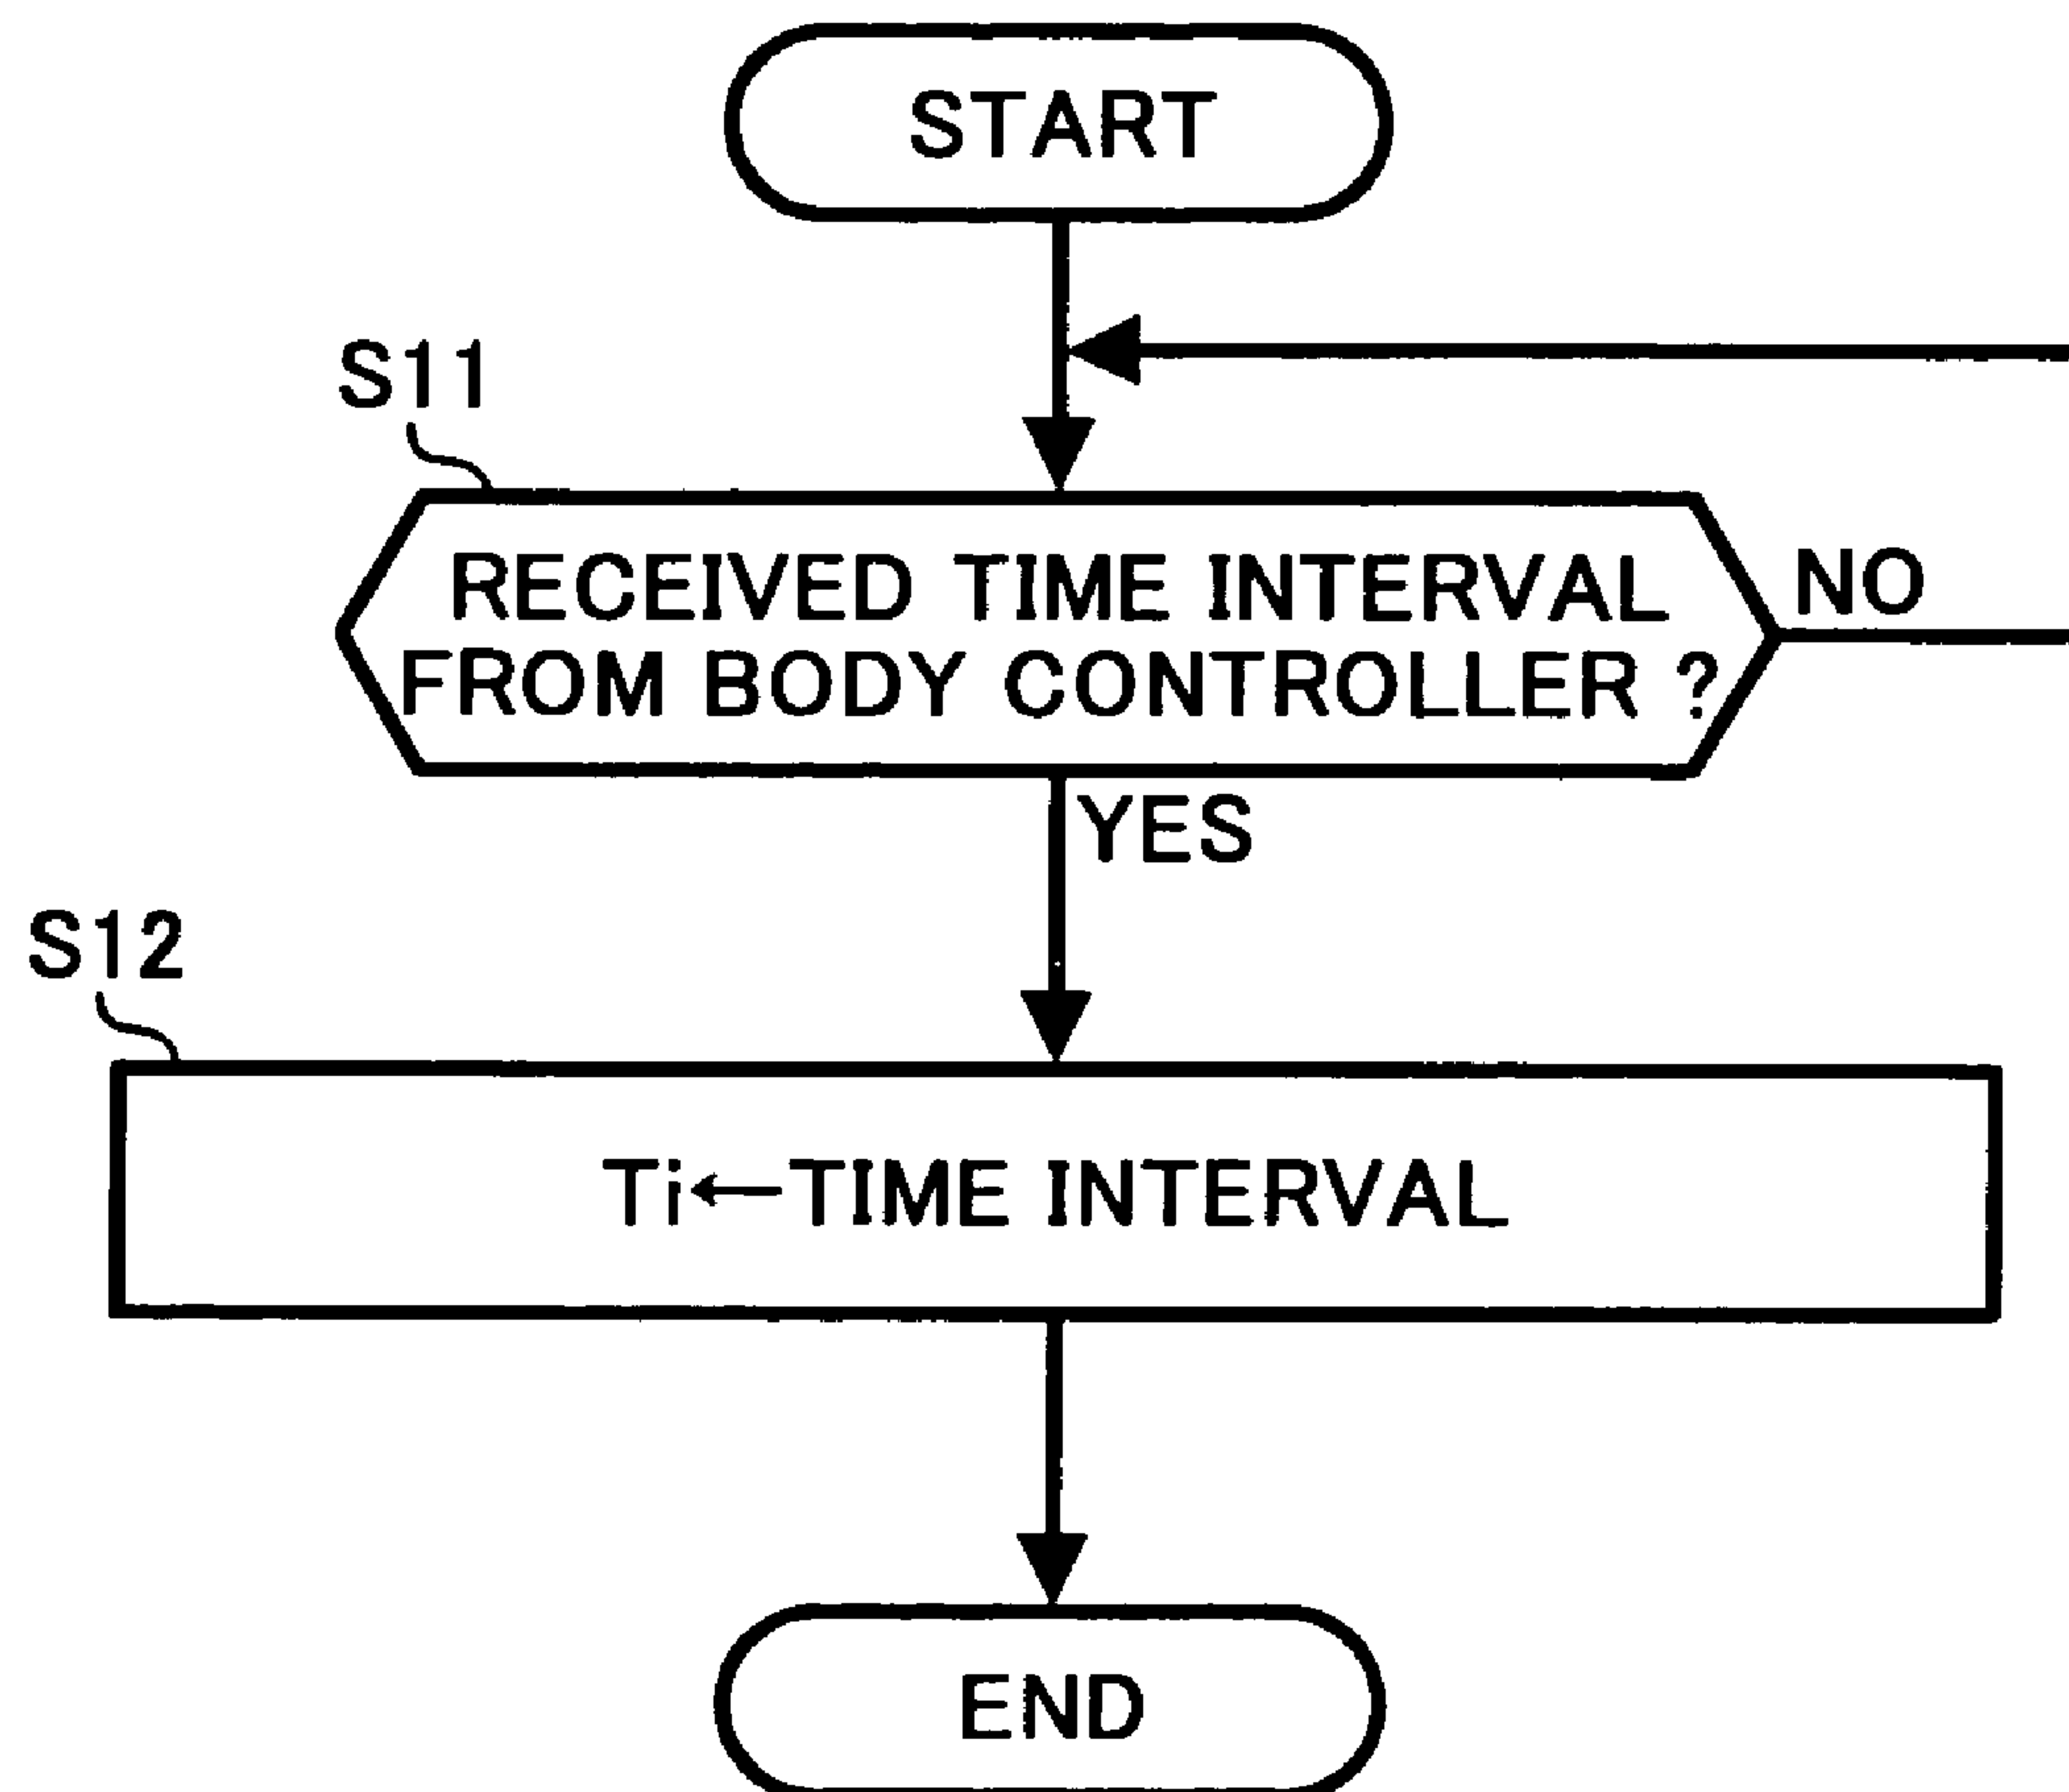 START
S11
RECEIVED TIME INTERVAL
FROM BODY CONTROLLER ?
NO
YES
S12
Ti←TIME INTERVAL
END